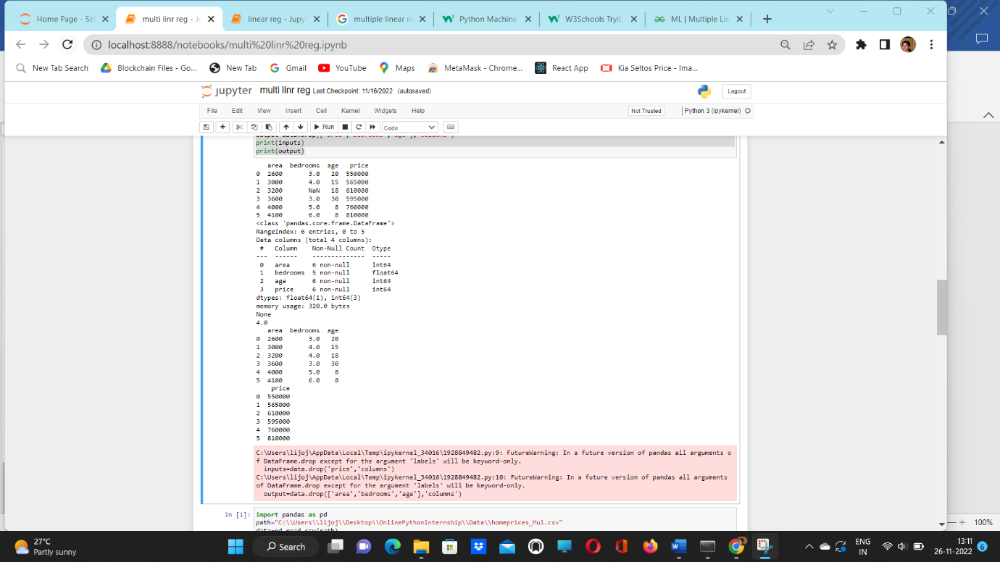 Home Page - Sel
multi linr reg - Ju
linear reg - Jupyt
multiple linear re
Python Machine
W3Schools Tryit
ML | Multiple Lin
localhost:8888/notebooks/multi%20linr%20reg.ipynb
New Tab Search
Blockchain Files - Go...
New Tab
Gmail
YouTube
Maps
MetaMask - Chrome...
React App
Kia Seltos Price - Ima...
jupyter multi linr reg Last Checkpoint: 11/16/2022 (autosaved)
Logout
File Edit View Insert Cell Kernel Widgets Help
Not Trusted
Python 3 (ipykernel)
Run
Code
print(inputs)
print(output)
area bedrooms age price
0 2600 3.0 20 550000
1 3000 4.0 15 565000
2 3200 NaN 18 610000
3 3600 3.0 30 595000
4 4000 5.0 8 760000
5 4100 6.0 8 810000
<class 'pandas.core.frame.DataFrame'>
RangeIndex: 6 entries, 0 to 5
Data columns (total 4 columns):
# Column Non-Null Count Dtype
--- ------ -------------- -----
0 area 6 non-null int64
1 bedrooms 5 non-null float64
2 age 6 non-null int64
3 price 6 non-null int64
dtypes: float64(1), int64(3)
memory usage: 320.0 bytes
None
4.0
area bedrooms age
0 2600 3.0 20
1 3000 4.0 15
2 3200 4.0 18
3 3600 3.0 30
4 4000 5.0 8
5 4100 6.0 8
price
0 550000
1 565000
2 610000
3 595000
4 760000
5 810000
C:\Users\lijoj\AppData\Local\Temp\ipykernel_34016\1928849482.py:9: FutureWarning: In a future version of pandas all arguments o
f DataFrame.drop except for the argument 'labels' will be keyword-only.
inputs=data.drop('price','columns')
C:\Users\lijoj\AppData\Local\Temp\ipykernel_34016\1928849482.py:10: FutureWarning: In a future version of pandas all arguments
of DataFrame.drop except for the argument 'labels' will be keyword-only.
output=data.drop(['area','bedrooms','age'],'columns')
In [1]: import pandas as pd
path="C:\\Users\\lijoj\\Desktop\\OnlinePythonInternship\\Data\\homeprices_Mul.csv"
100%
27°C
Partly sunny
Search
ENG
IN
13:11
26-11-2022
6